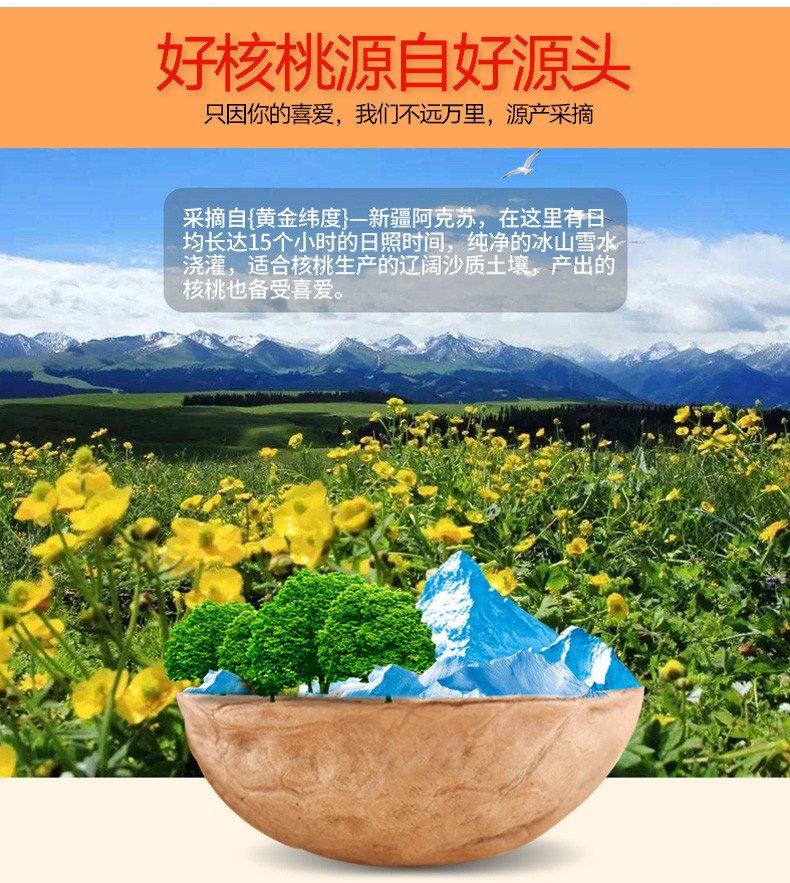 好核桃源自好源头
只因你的喜爱，我们不远万里，源产采摘
采摘自{黄金纬度}—新疆阿克苏，在这里有日
均长达15个小时的日照时间，纯净的冰山雪水
浇灌，适合核桃生产的辽阔沙质土壤，产出的
核桃也备受喜爱。